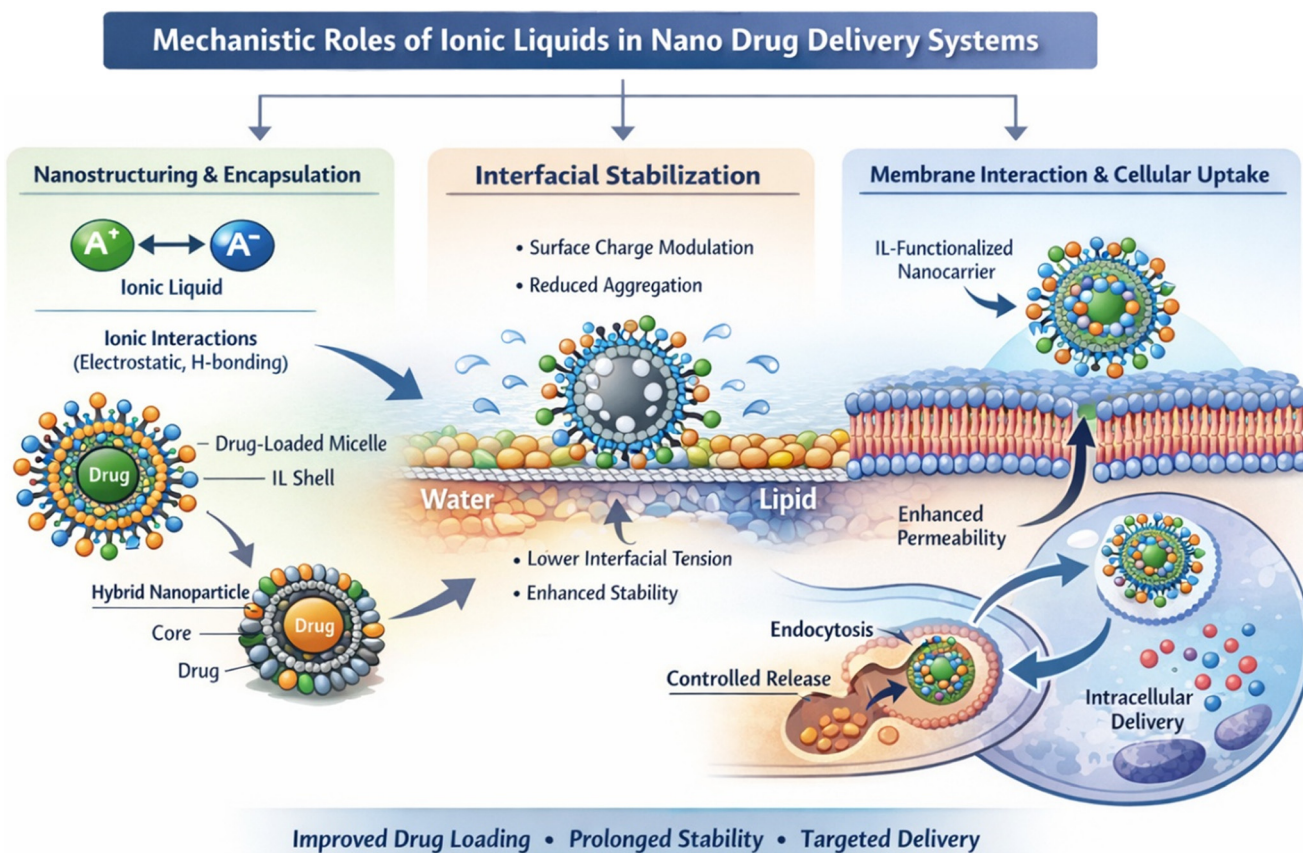 Mechanistic Roles of Ionic Liquids in Nano Drug Delivery Systems
Nanostructuring & Encapsulation
A⁺
A⁻
Ionic Liquid
Ionic Interactions
(Electrostatic, H-bonding)
Drug-Loaded Micelle
Drug
IL Shell
Hybrid Nanoparticle
Drug
Core
Drug
Interfacial Stabilization
• Surface Charge Modulation
• Reduced Aggregation
Water
Lipid
• Lower Interfacial Tension
• Enhanced Stability
Membrane Interaction & Cellular Uptake
IL-Functionalized
Nanocarrier
Enhanced
Permeability
Endocytosis
Controlled Release
Intracellular
Delivery
Improved Drug Loading • Prolonged Stability • Targeted Delivery